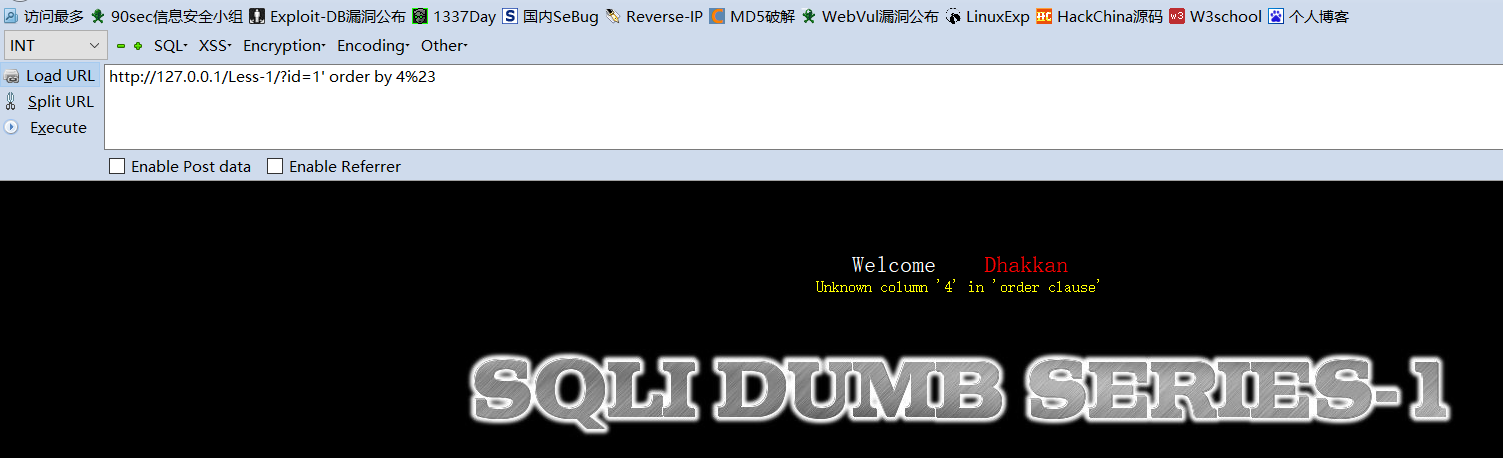 访问最多 90sec信息安全小组 Exploit-DB漏洞公布 1337Day S 国内SeBug Reverse-IP MD5破解 WebVul漏洞公布 LinuxExp HC HackChina源码 w3 W3school 个人博客
INT SQL XSS Encryption Encoding Other
Load URL http://127.0.0.1/Less-1/?id=1' order by 4%23
Split URL
Execute
Enable Post data Enable Referrer
Welcome Dhakkan
Unknown column '4' in 'order clause'
SQLI DUMB SERIES-1